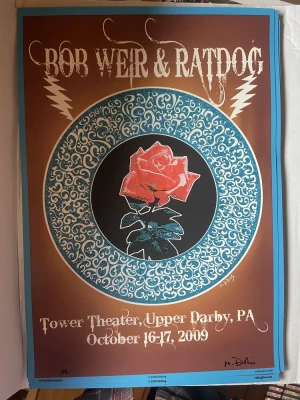 BOB WEIR & RATDOG
Tower Theater, Upper Darby, PA
October 16-17, 2009